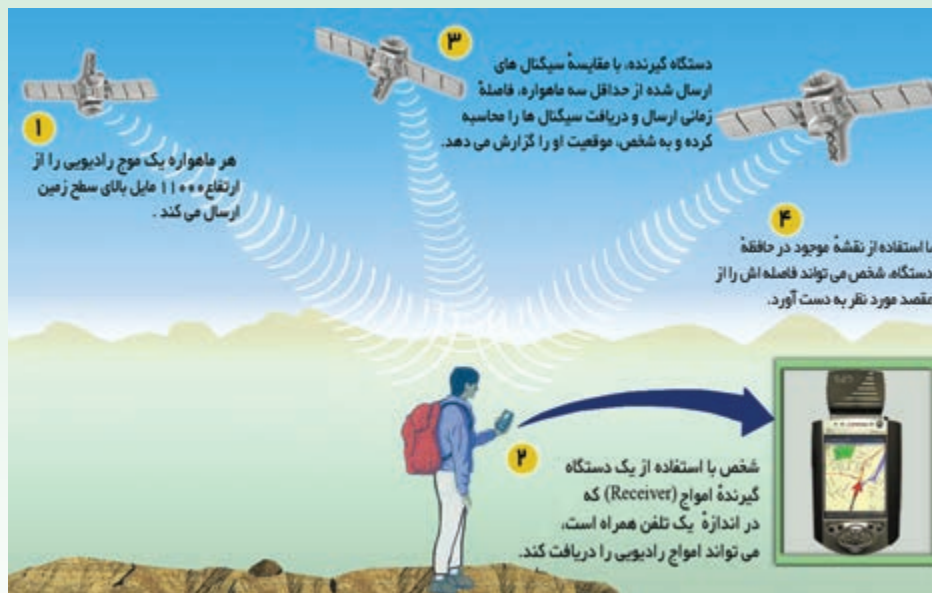 ۱
هر ماهواره یک موج رادیویی را از
ارتفاع ۱۱۰۰۰ مایل بالای سطح زمین
ارسال می کند .
۲
شخص با استفاده از یک دستگاه
گیرندهٔ امواج (Receiver) که
در اندازهٔ یک تلفن همراه است،
می تواند امواج رادیویی را دریافت کند.
۳
دستگاه گیرنده، با مقایسهٔ سیگنال های
ارسال شده از حداقل سه ماهواره، فاصلهٔ
زمانی ارسال و دریافت سیگنال ها را محاسبه
کرده و به شخص، موقعیت او را گزارش می دهد.
۴
با استفاده از نقشهٔ موجود در حافظهٔ
دستگاه، شخص می تواند فاصله اش را از
مقصد مورد نظر به دست آورد.